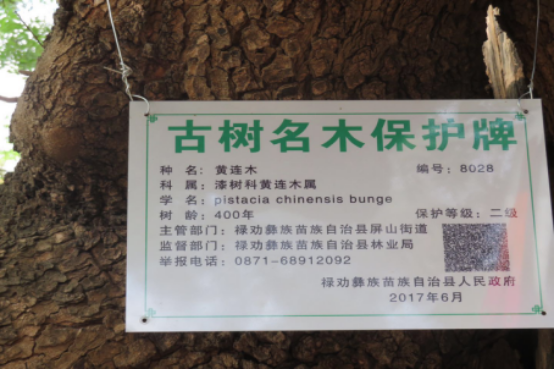 古树名木保护牌
种 名：黄连木 编号：8028
科 属：漆树科黄连木属
学 名：pistacia chinensis bunge
树 龄：400年 保护等级：二级
主管部门：禄劝彝族苗族自治县屏山街道
监督部门：禄劝彝族苗族自治县林业局
举报电话：0871-68912092
禄劝彝族苗族自治县人民政府
2017年6月